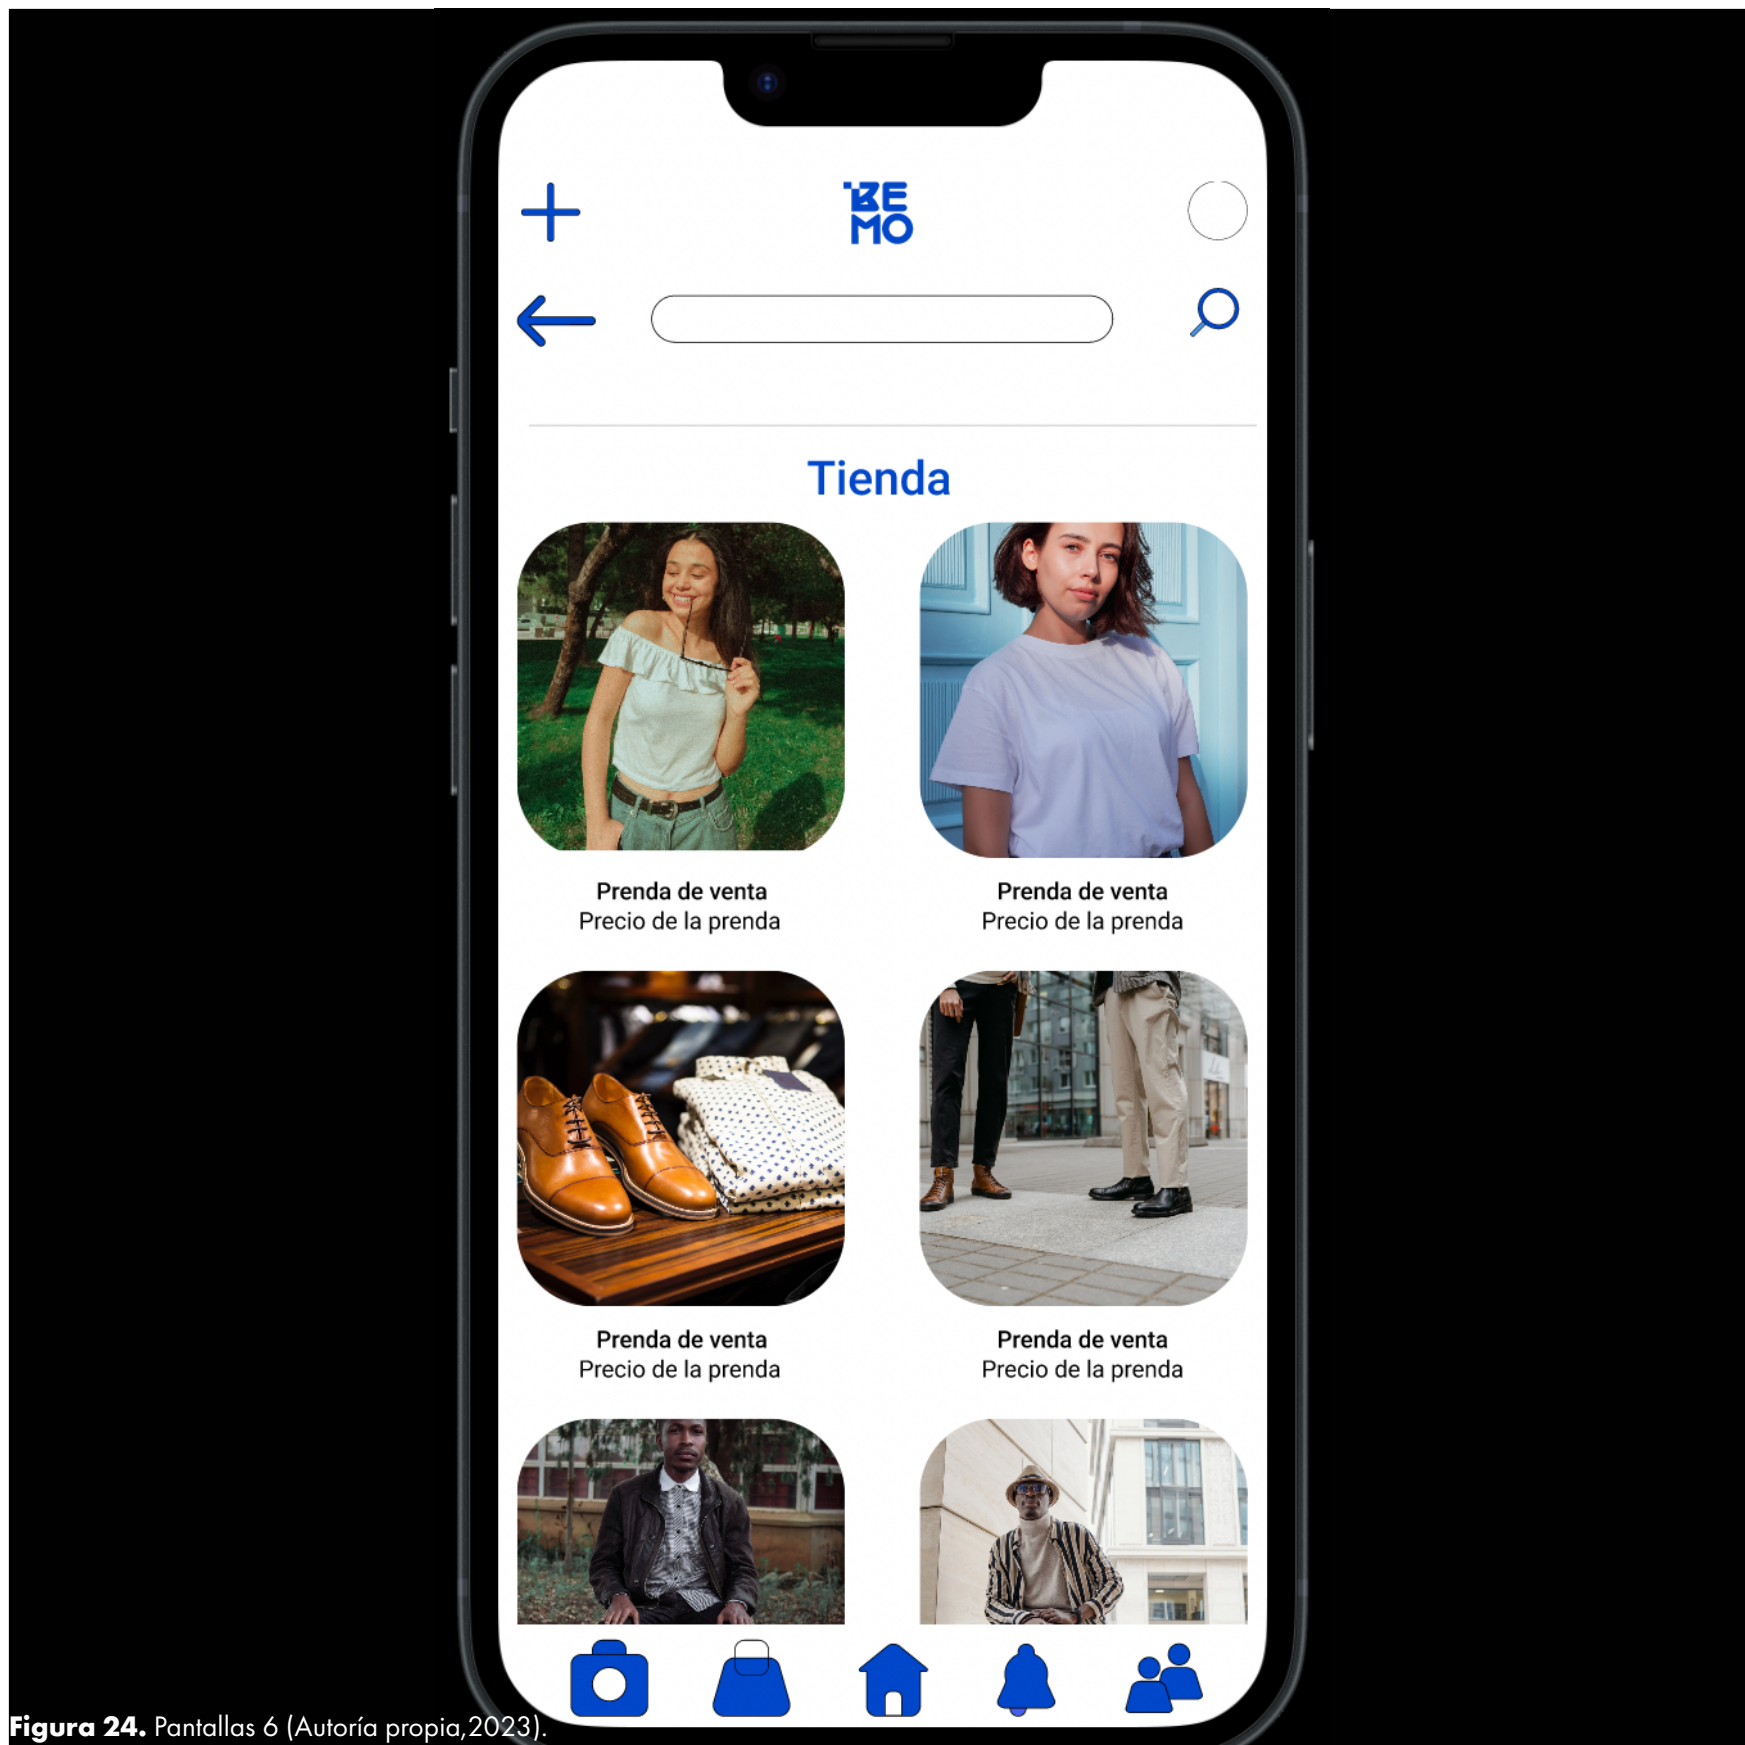 BE
MO
Tienda
Prenda de venta
Precio de la prenda
Prenda de venta
Precio de la prenda
Prenda de venta
Precio de la prenda
Prenda de venta
Precio de la prenda
Figura 24. Pantallas 6 (Autoría propia,2023).